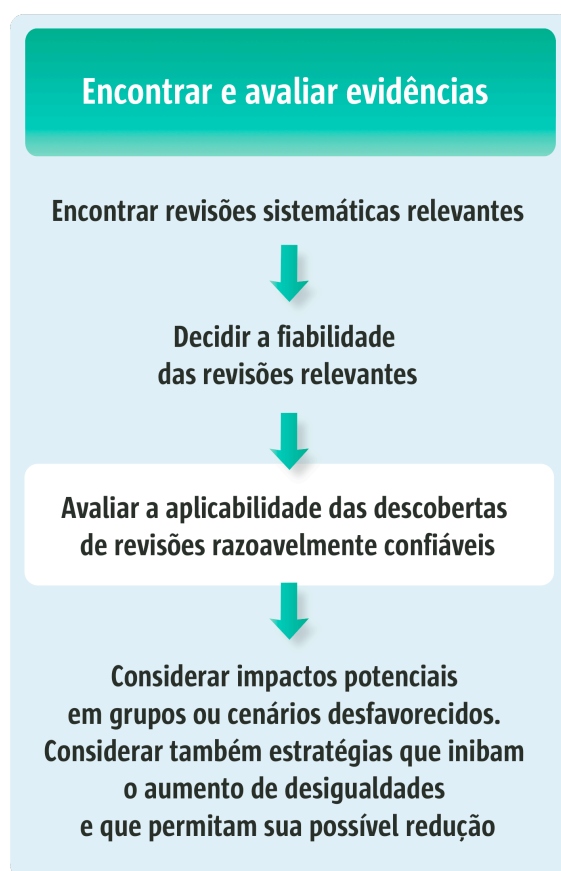 Encontrar e avaliar evidências
Encontrar revisões sistemáticas relevantes
Decidir a fiabilidade
das revisões relevantes
Avaliar a aplicabilidade das descobertas
de revisões razoavelmente confiáveis
Considerar impactos potenciais
em grupos ou cenários desfavorecidos.
Considerar também estratégias que inibam
o aumento de desigualdades
e que permitam sua possível redução